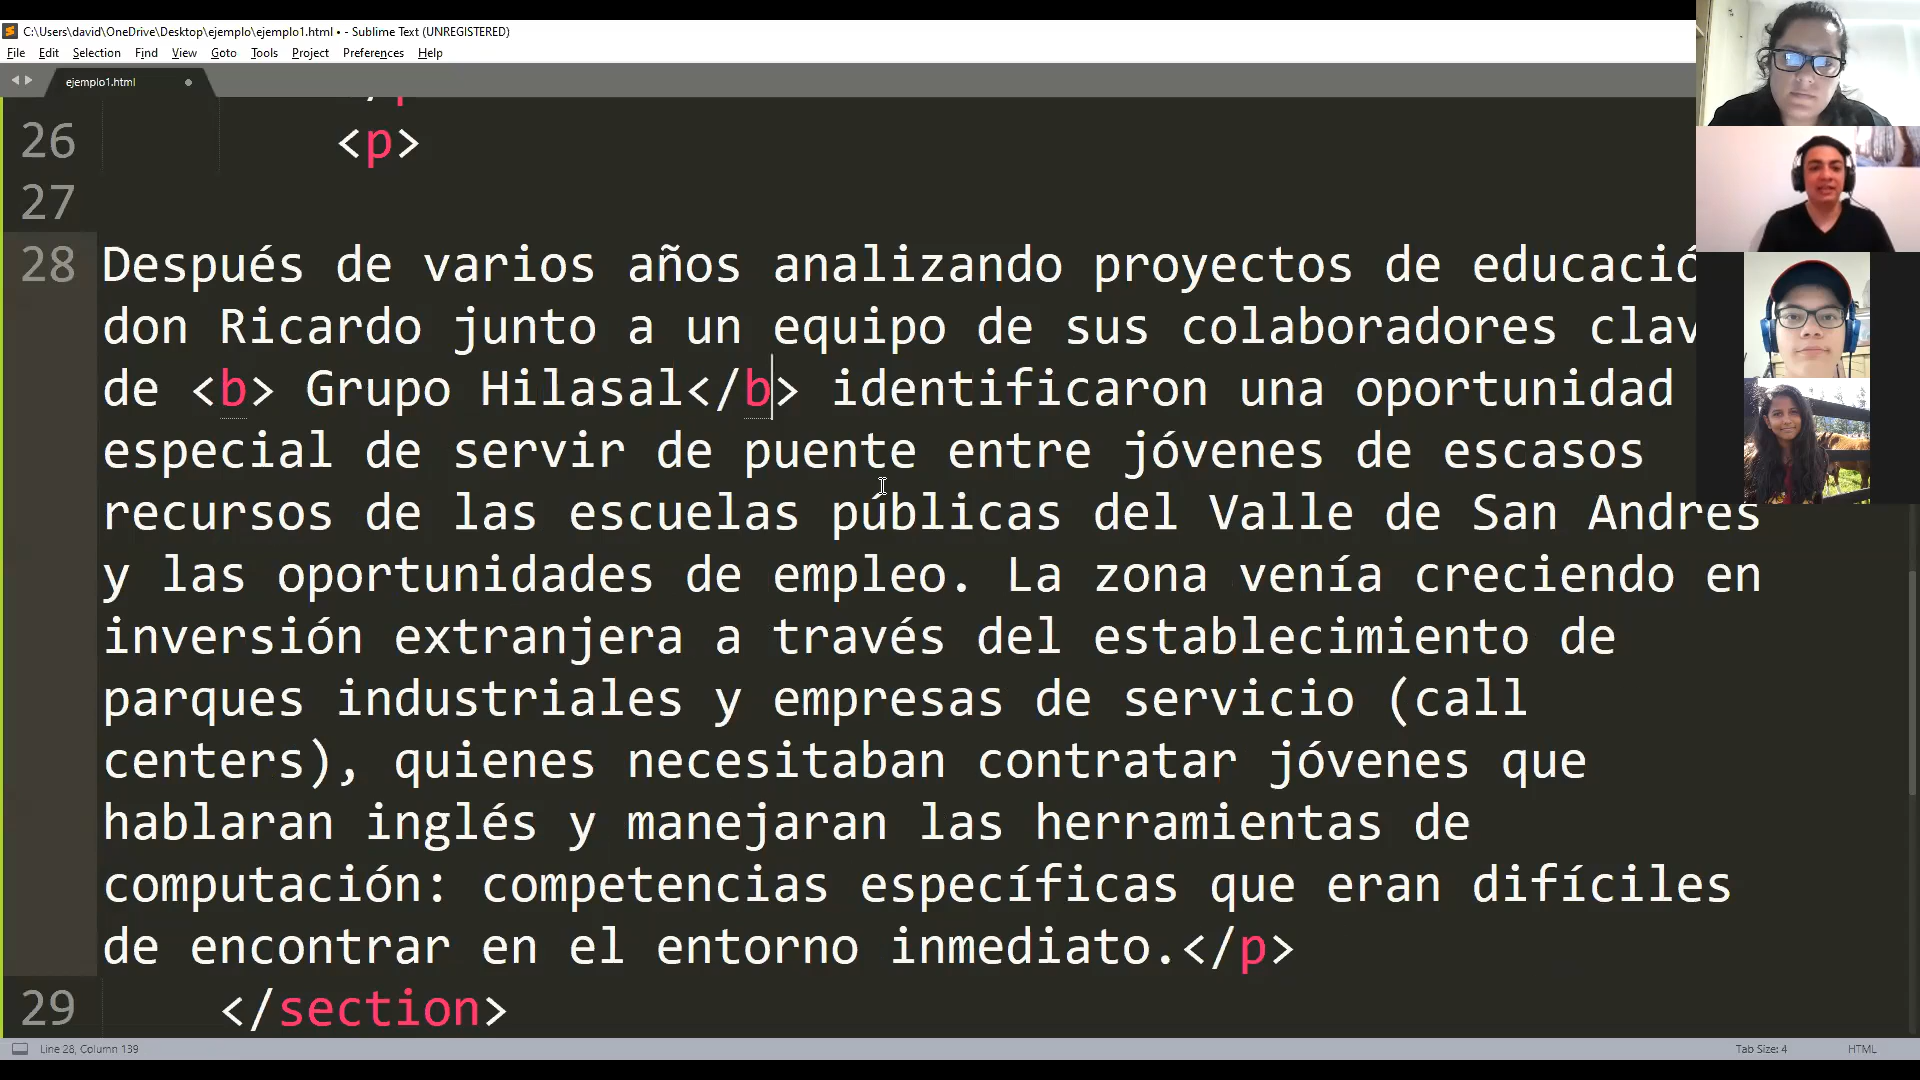 C:\Users\david\OneDrive\Desktop\ejemplo\ejemplo1.html • - Sublime Text (UNREGISTERED)
File Edit Selection Find View Goto Tools Project Preferences Help
ejemplo1.html
26 <p>
27
28 Después de varios años analizando proyectos de educació
don Ricardo junto a un equipo de sus colaboradores clav
de <b> Grupo Hilasal</b> identificaron una oportunidad
especial de servir de puente entre jóvenes de escasos
recursos de las escuelas públicas del Valle de San Andrés
y las oportunidades de empleo. La zona venía creciendo en
inversión extranjera a través del establecimiento de
parques industriales y empresas de servicio (call
centers), quienes necesitaban contratar jóvenes que
hablaran inglés y manejaran las herramientas de
computación: competencias específicas que eran difíciles
de encontrar en el entorno inmediato.</p>
29 </section>
Line 28, Column 139 Tab Size: 4 HTML